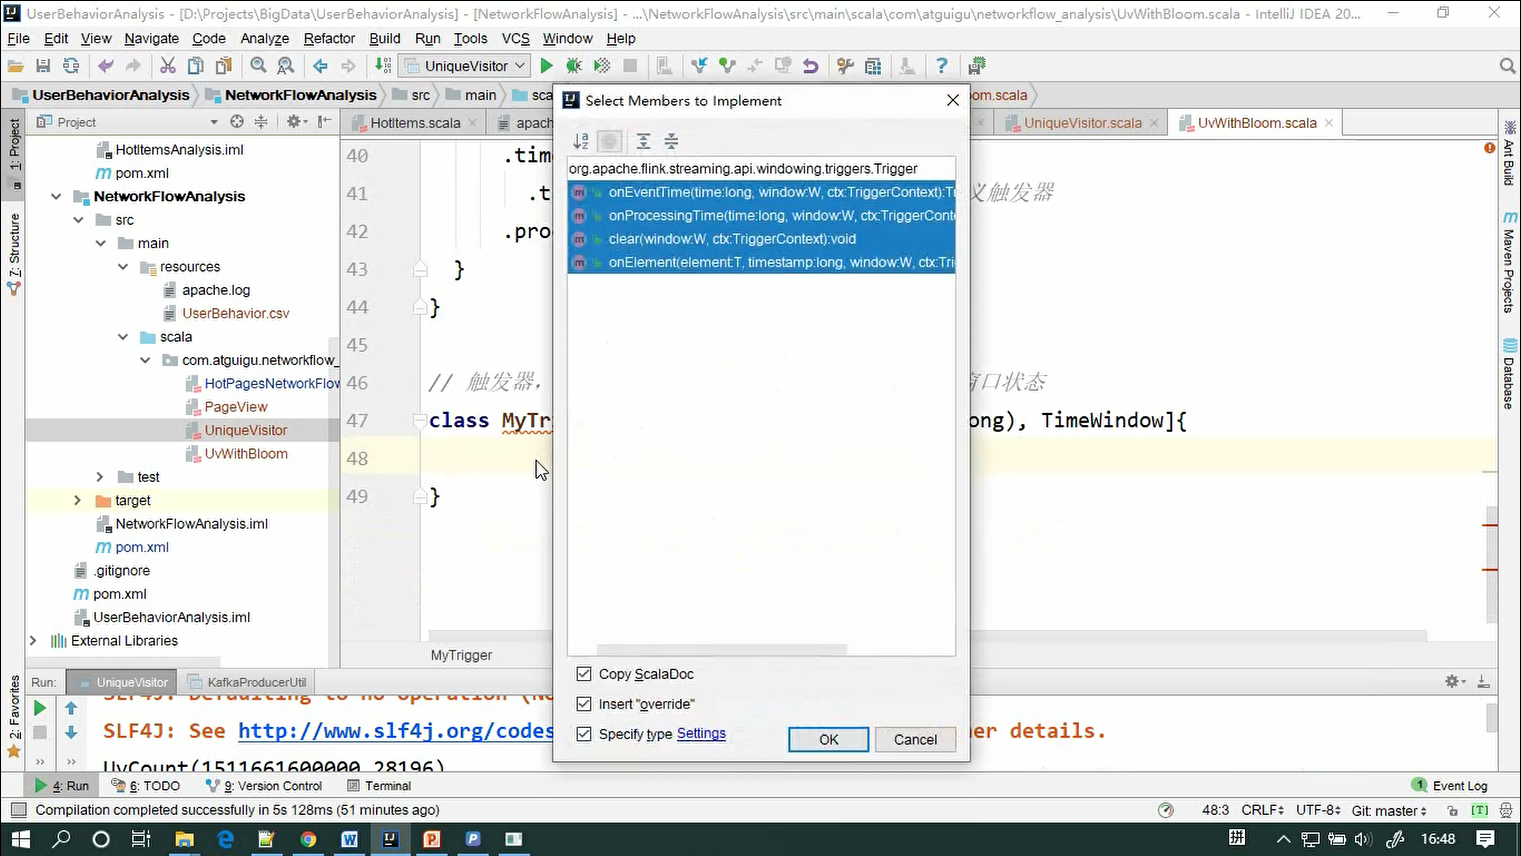 UserBehaviorAnalysis - [D:\Projects\BigData\UserBehaviorAnalysis] - [NetworkFlowAnalysis] - ...\NetworkFlowAnalysis\src\main\scala\com\atguigu\networkflow_analysis\UvWithBloom.scala - IntelliJ IDEA 20...
File Edit View Navigate Code Analyze Refactor Build Run Tools VCS Window Help
UniqueVisitor
UserBehaviorAnalysis NetworkFlowAnalysis src main sca
om.scala
Project
HotItems.scala
apach
UniqueVisitor.scala
UvWithBloom.scala
1: Project
7: Structure
2: Favorites
HotItemsAnalysis.iml
pom.xml
NetworkFlowAnalysis
src
main
resources
apache.log
UserBehavior.csv
scala
com.atguigu.networkflow_
HotPagesNetworkFlow
PageView
UniqueVisitor
UvWithBloom
test
target
NetworkFlowAnalysis.iml
pom.xml
.gitignore
pom.xml
UserBehaviorAnalysis.iml
External Libraries
40 .tim
41 .t
义触发器
42 .proc
43 }
44 }
45
46 // 触发器,
窗口状态
47 class MyTri
ong), TimeWindow]{
48
49 }
MyTrigger
Select Members to Implement
org.apache.flink.streaming.api.windowing.triggers.Trigger
onEventTime(time:long, window:W, ctx:TriggerContext):Tr
onProcessingTime(time:long, window:W, ctx:TriggerConte
clear(window:W, ctx:TriggerContext):void
onElement(element:T, timestamp:long, window:W, ctx:Tri
Copy ScalaDoc
Insert "override"
Specify type Settings
OK Cancel
Ant Build
Maven Projects
Database
Run: UniqueVisitor KafkaProducerUtil
SLF4J: Defaulting to no operation (N
SLF4J: See http://www.slf4j.org/codes
her details.
UvCount(1511661600000,28196)
4: Run 6: TODO 9: Version Control Terminal
1 Event Log
Compilation completed successfully in 5s 128ms (51 minutes ago)
48:3 CRLF UTF-8 Git: master
拼
16:48